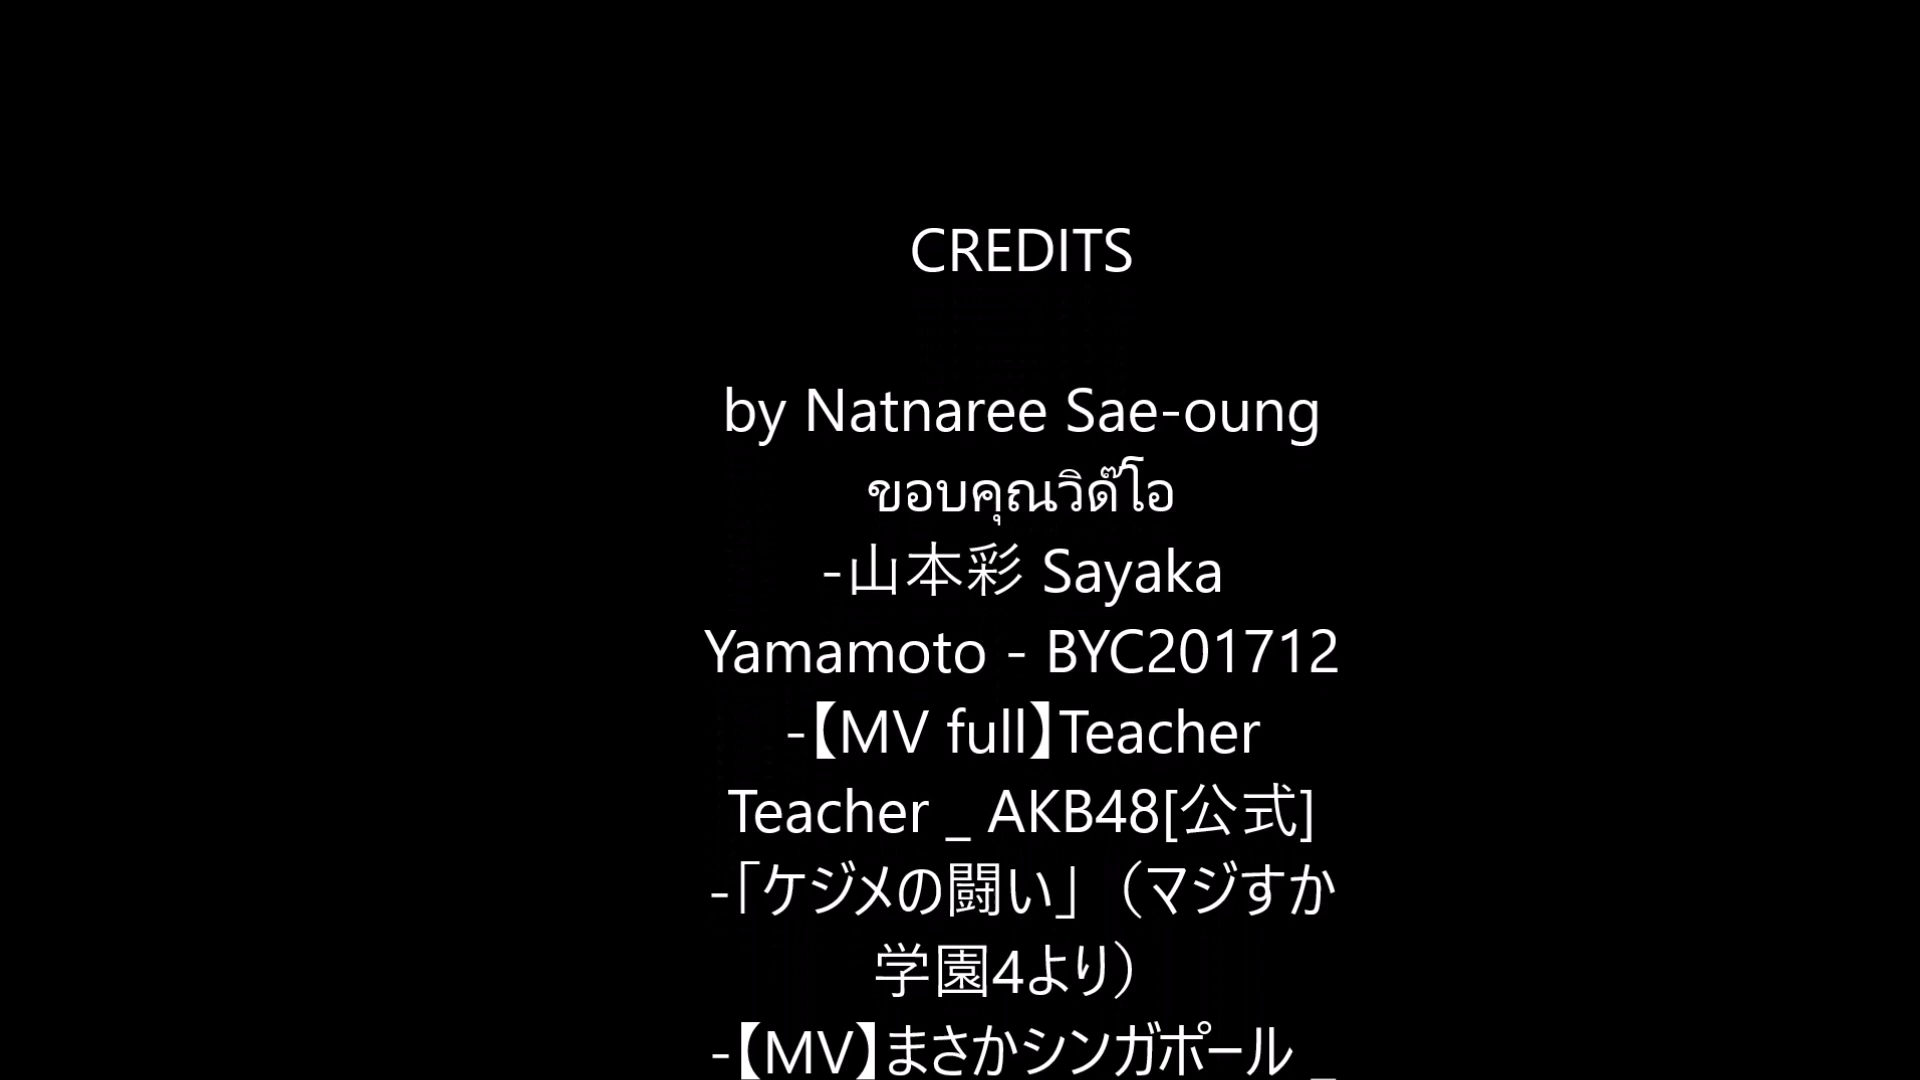 CREDITS
by Natnaree Sae-oung
ขอบคุณวิด๊โอ
-山本彩 Sayaka
Yamamoto - BYC201712
-【MV full】Teacher
Teacher _ AKB48[公式]
-「ケジメの闘い」（マジすか
学園4より）
-【MV】まさかシンガポール _